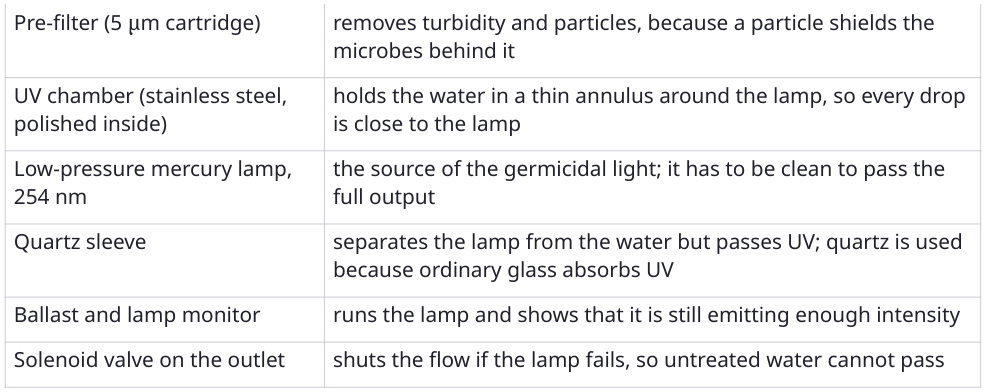 Pre-filter (5 µm cartridge)
removes turbidity and particles, because a particle shields the
microbes behind it
UV chamber (stainless steel,
polished inside)
holds the water in a thin annulus around the lamp, so every drop
is close to the lamp
Low-pressure mercury lamp,
254 nm
the source of the germicidal light; it has to be clean to pass the
full output
Quartz sleeve
separates the lamp from the water but passes UV; quartz is used
because ordinary glass absorbs UV
Ballast and lamp monitor
runs the lamp and shows that it is still emitting enough intensity
Solenoid valve on the outlet
shuts the flow if the lamp fails, so untreated water cannot pass